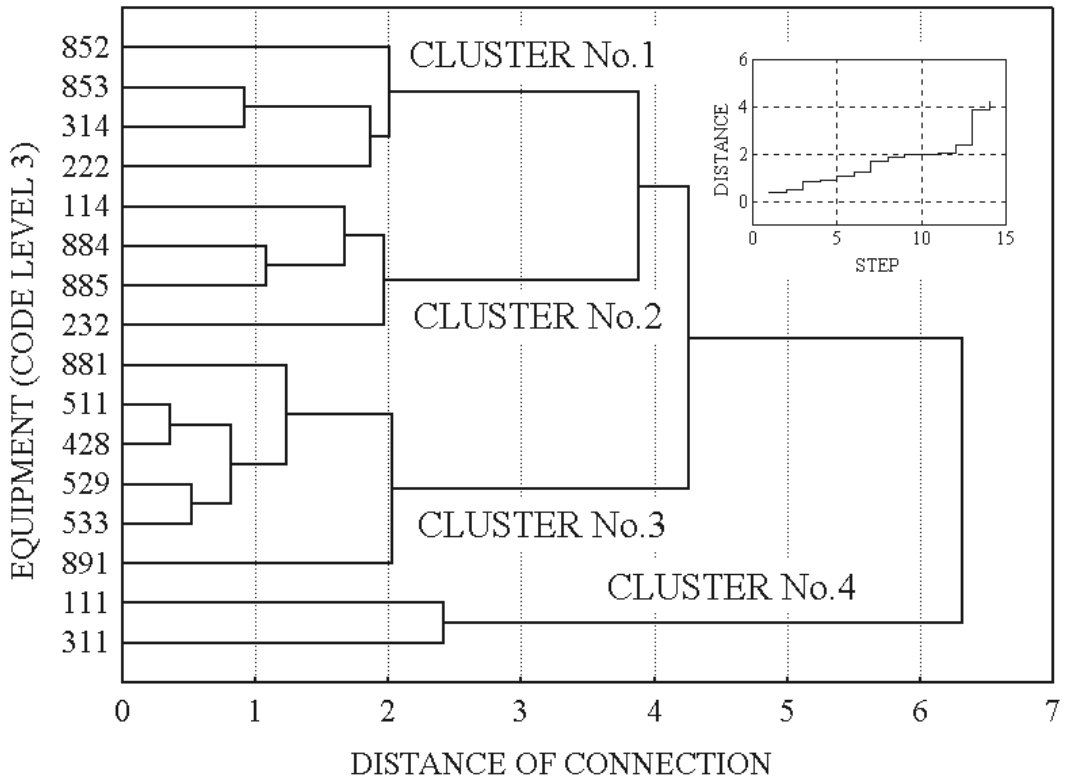 EQUIPMENT (CODE LEVEL 3)
852
853
314
222
114
884
885
232
881
511
428
529
533
891
111
311
CLUSTER No.1
CLUSTER No.2
CLUSTER No.3
CLUSTER No.4
DISTANCE
6
4
2
0
0 5 10 15
STEP
0 1 2 3 4 5 6 7
DISTANCE OF CONNECTION